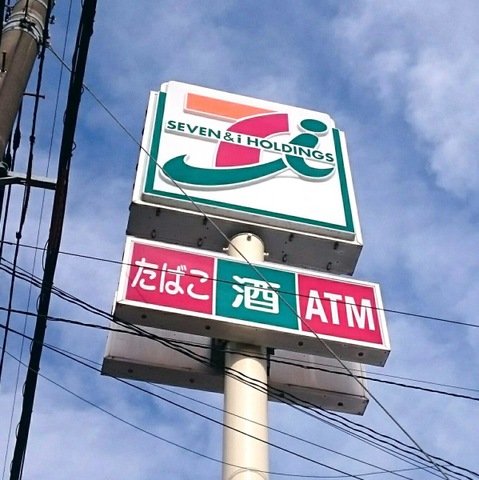 SEVEN & i HOLDINGS
たばこ 酒 ATM